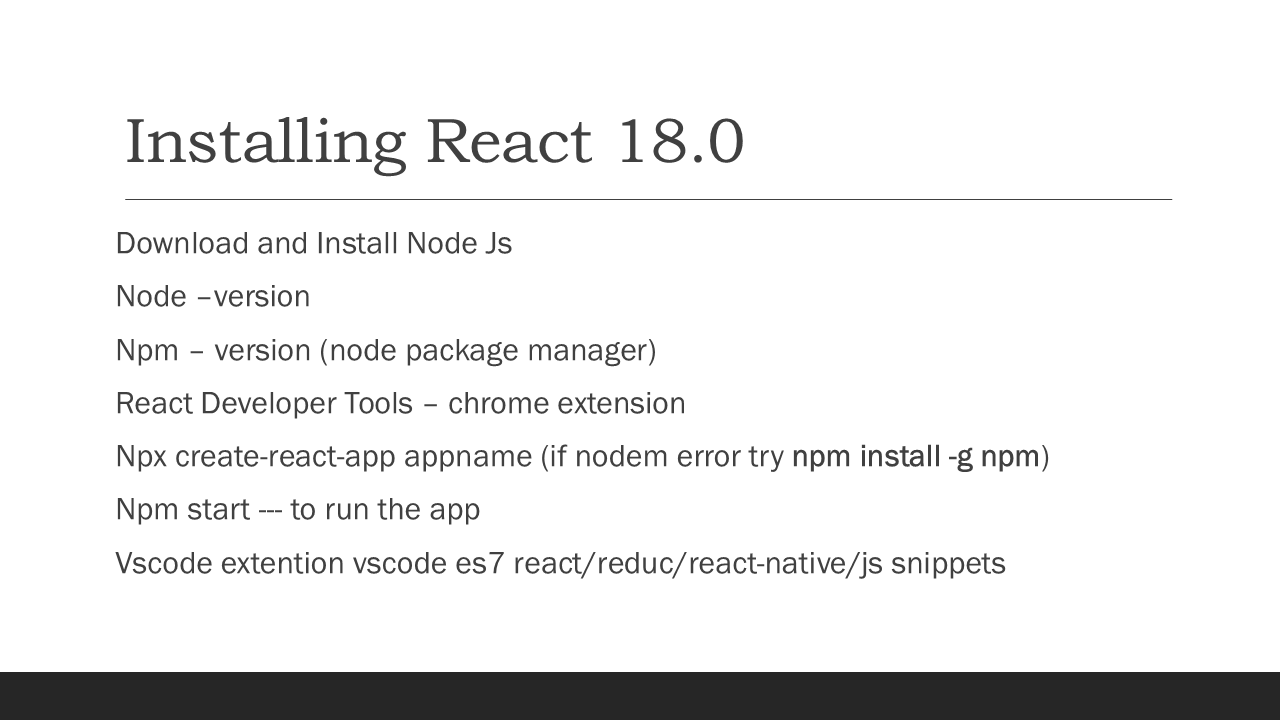 Installing React 18.0
Download and Install Node Js
Node –version
Npm – version (node package manager)
React Developer Tools – chrome extension
Npx create-react-app appname (if nodem error try npm install -g npm)
Npm start --- to run the app
Vscode extention vscode es7 react/reduc/react-native/js snippets